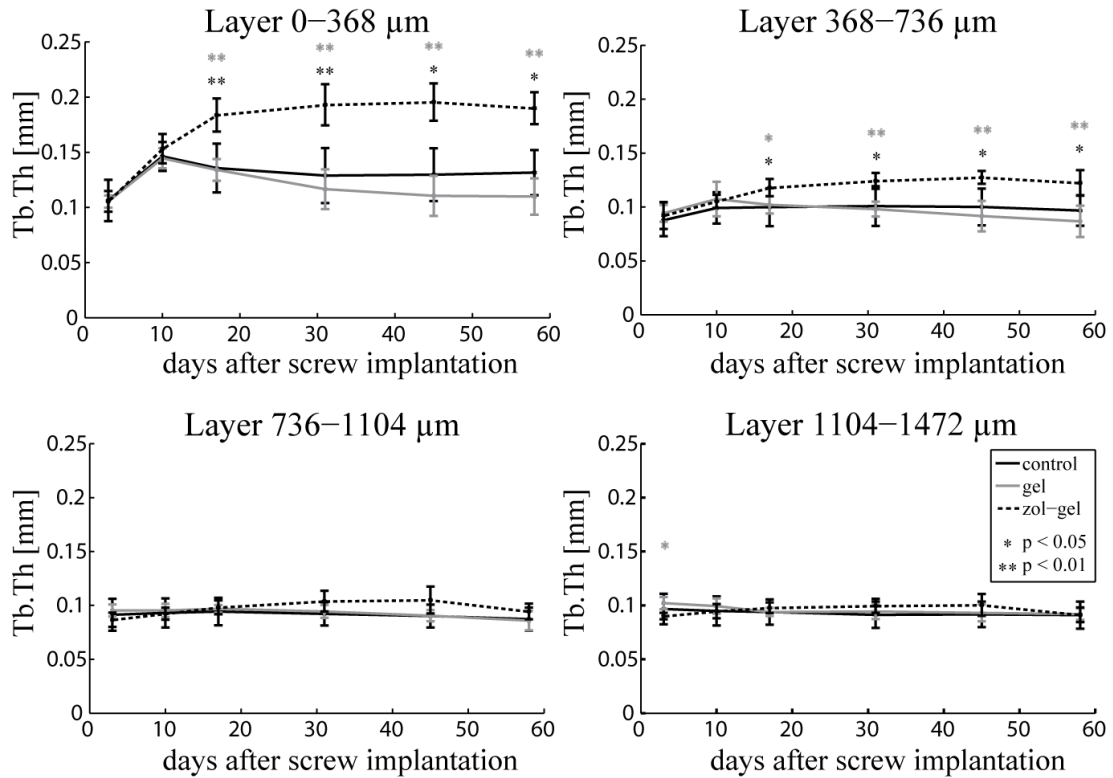 Layer 0−368 µm
0.25
0.2
0.15
0.1
0.05
0
Tb.Th [mm]
** ** ** **
** ** * *
0 10 20 30 40 50 60
days after screw implantation
Layer 368−736 µm
0.25
0.2
0.15
0.1
0.05
0
Tb.Th [mm]
* ** ** **
* * * *
0 10 20 30 40 50 60
days after screw implantation
Layer 736−1104 µm
0.25
0.2
0.15
0.1
0.05
0
Tb.Th [mm]
0 10 20 30 40 50 60
days after screw implantation
Layer 1104−1472 µm
0.25
0.2
0.15
0.1
0.05
0
Tb.Th [mm]
*
control
gel
zol−gel
* p < 0.05
** p < 0.01
0 10 20 30 40 50 60
days after screw implantation